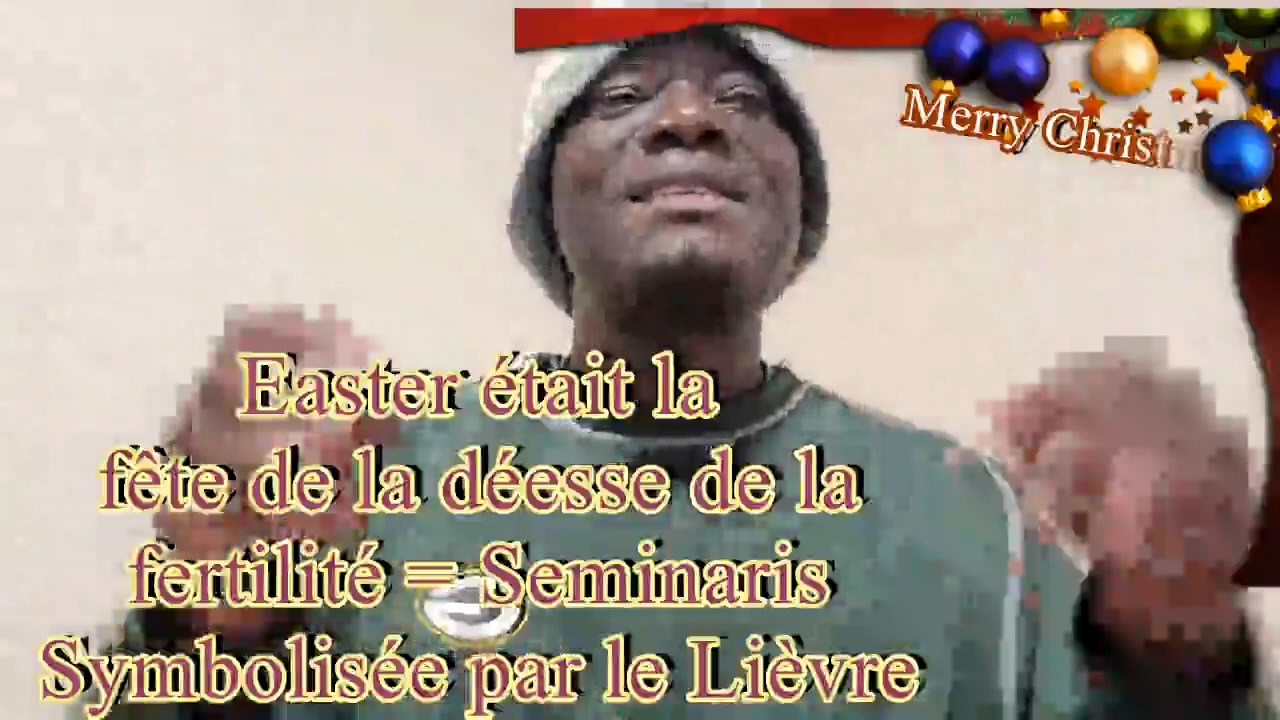 Merry Christ
Easter était la
fête de la déesse de la
fertilité = Seminaris
Symbolisée par le Lièvre